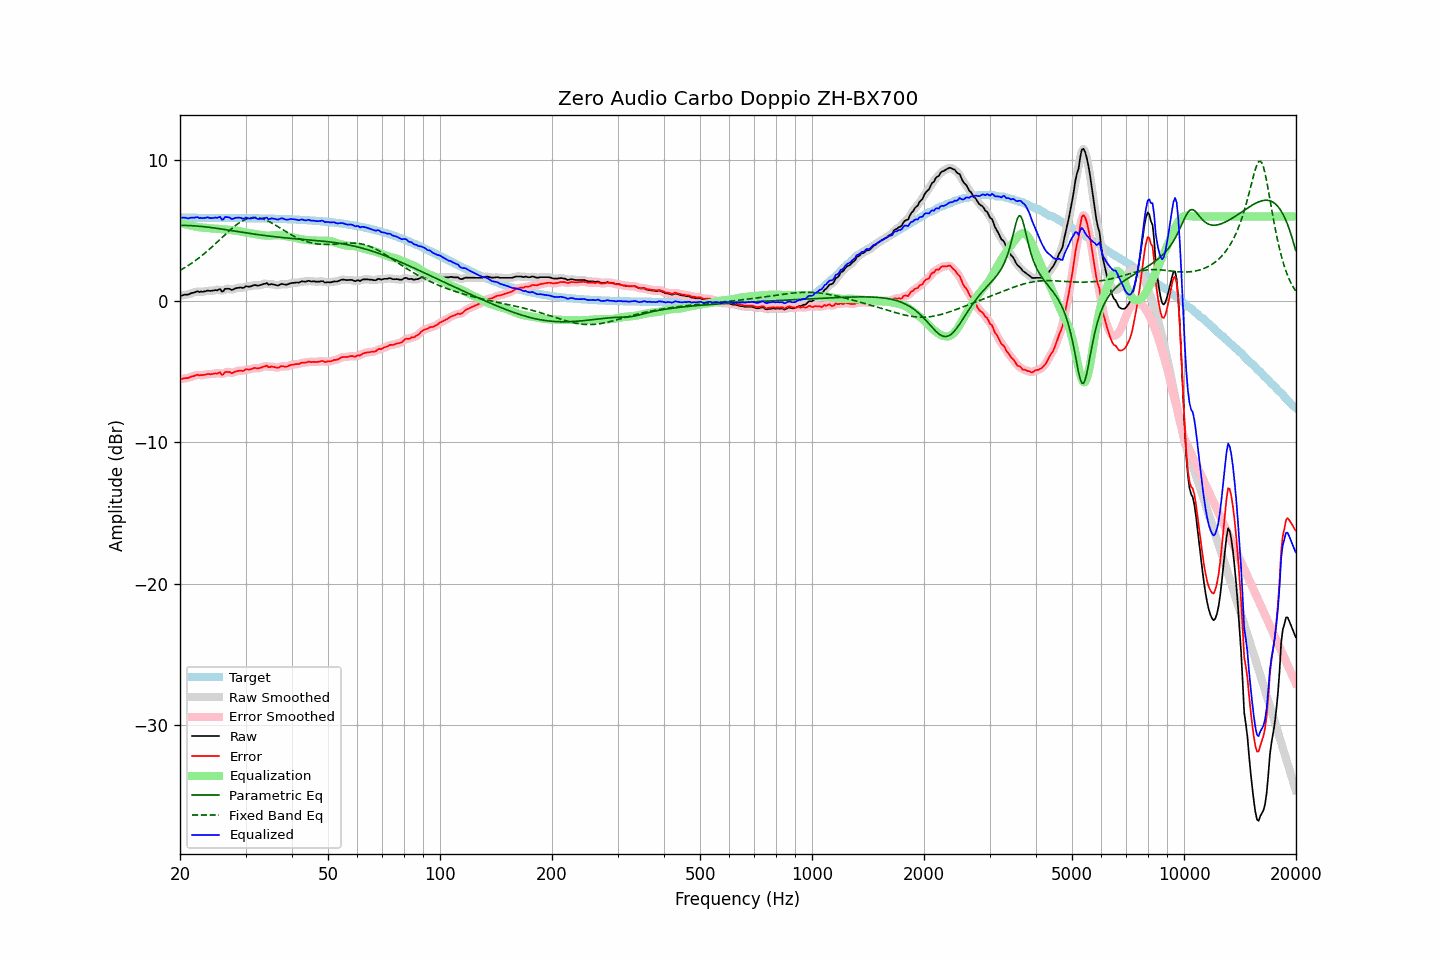 Zero Audio Carbo Doppio ZH-BX700
Amplitude (dBr)
10
0
−10
−20
−30
Target
Raw Smoothed
Error Smoothed
Raw
Error
Equalization
Parametric Eq
Fixed Band Eq
Equalized
20 50 100 200 500 1000 2000 5000 10000 20000
Frequency (Hz)